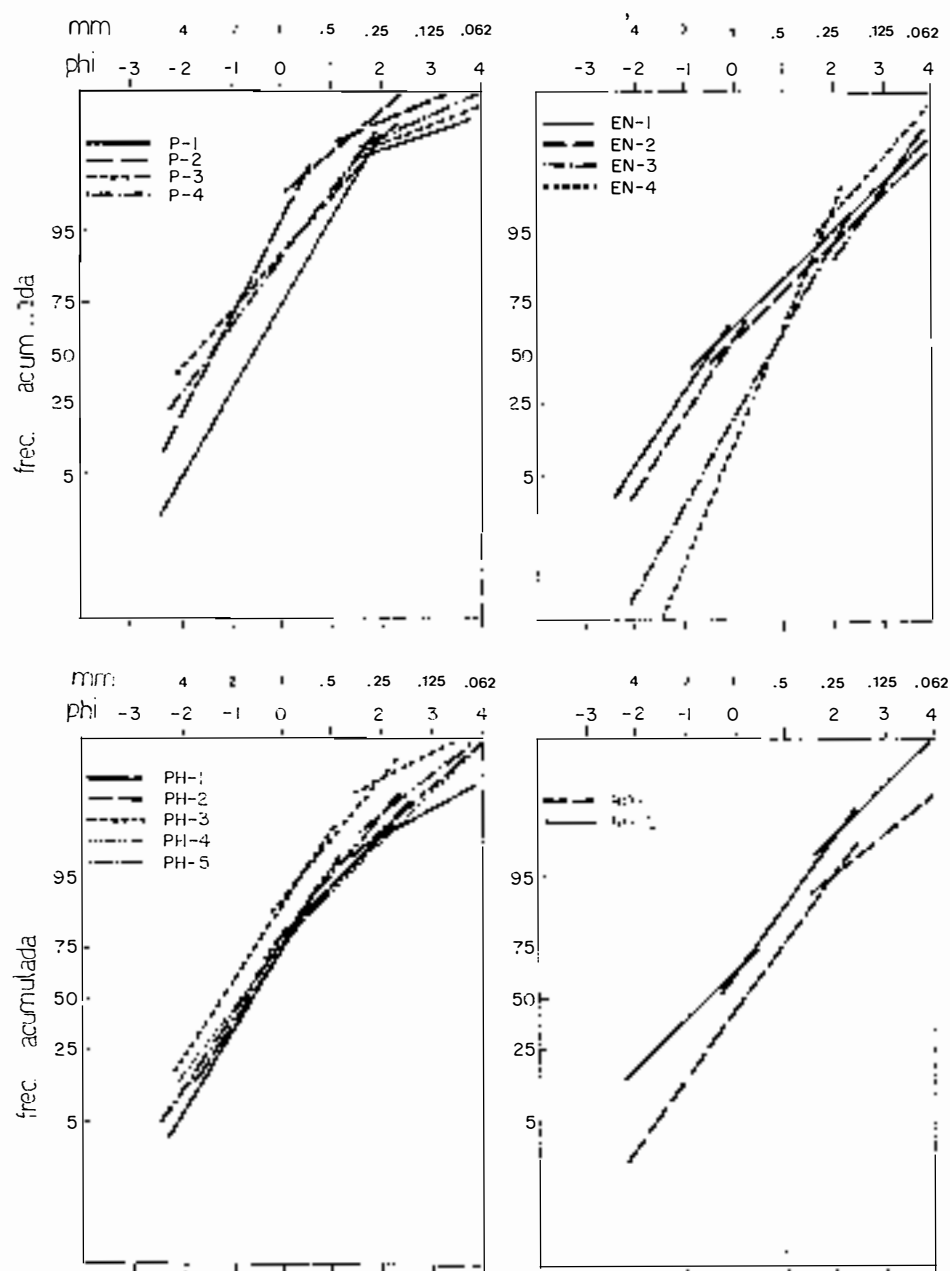 mm 4 .5 .25 .125 .062
phi -3 -2 -1 0 2 3 4
P-1
P-2
P-3
P-4
95
75
50
25
5
frec.
4 .5 .25 .125 .062
-3 -1 0 2 3 4
EN-1
EN-2
EN-3
EN-4
95
75
50
25
5
mm 4 2 1 .5 .25 .125 .062
phi -3 -2 -1 0 2 3 4
PH-1
PH-2
PH-3
PH-4
PH-5
95
75
50
25
5
frec. acumulada
4 .5 .25 .125 .062
-3 -1 0 2 3 4
95
75
50
25
5